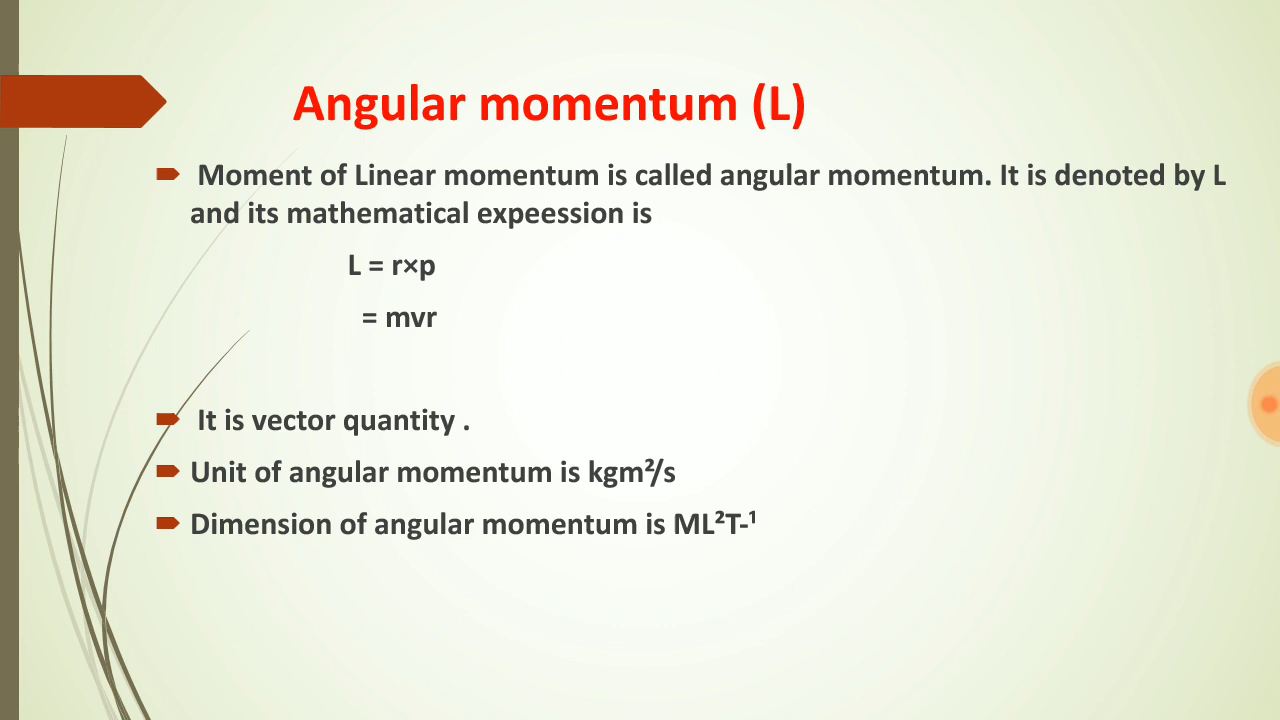 Angular momentum (L)
Moment of Linear momentum is called angular momentum. It is denoted by L
and its mathematical expeession is
L = r×p
= mvr
It is vector quantity .
Unit of angular momentum is kgm²/s
Dimension of angular momentum is ML²T-¹